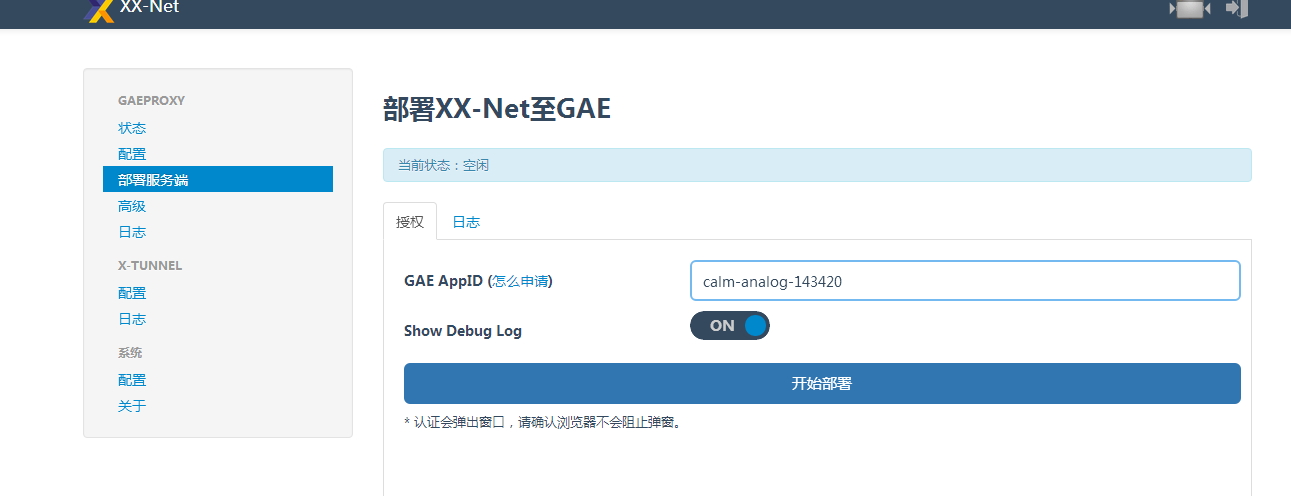 XX-Net
GAEPROXY
状态
配置
部署服务端
高级
日志
X-TUNNEL
配置
日志
系统
配置
关于
部署XX-Net至GAE
当前状态：空闲
授权 日志
GAE AppID (怎么申请) calm-analog-143420
Show Debug Log ON
开始部署
* 认证会弹出窗口，请确认浏览器不会阻止弹窗。